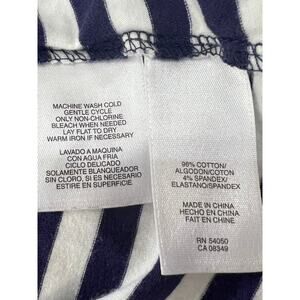 MACHINE WASH COLD
GENTLE CYCLE
ONLY NON-CHLORINE
BLEACH WHEN NEEDED
LAY FLAT TO DRY
WARM IRON IF NECESSARY
LAVADO A MAQUINA
CON AGUA FRIA
CICLO DELICADO
SOLAMENTE BLANQUEADOR
SIN CLORO, SI ES NECESARIO
ESTIRE EN SUPERFICIE
96% COTTON/
ALGODON/COTON
4% SPANDEX/
ELASTANO/SPANDEX
MADE IN CHINA
HECHO EN CHINA
FAIT EN CHINE
RN 54050
CA 08349